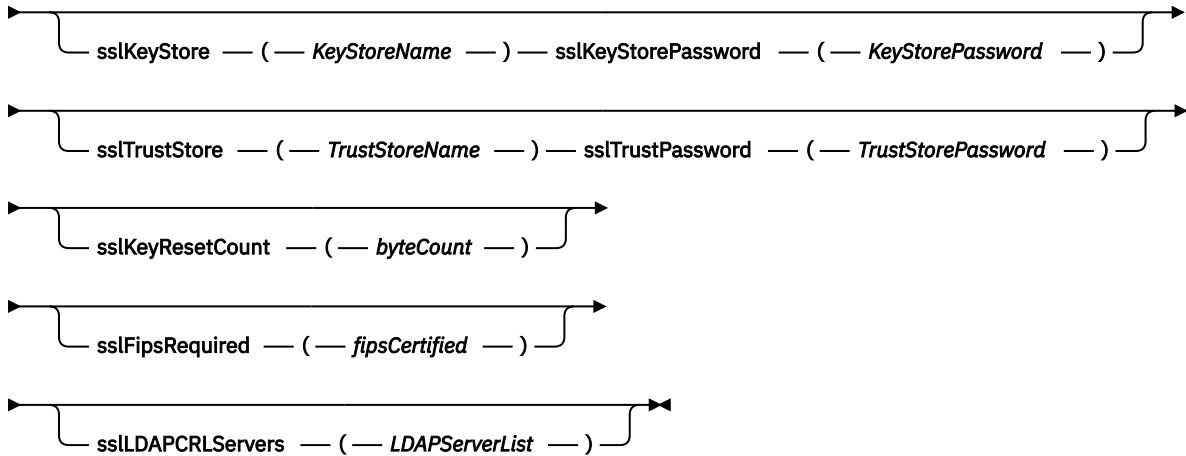 sslKeyStore ( KeyStoreName ) sslKeyStorePassword ( KeyStorePassword )
sslTrustStore ( TrustStoreName ) sslTrustPassword ( TrustStorePassword )
sslKeyResetCount ( byteCount )
sslFipsRequired ( fipsCertified )
sslLDAPCRLServers ( LDAPServerList )